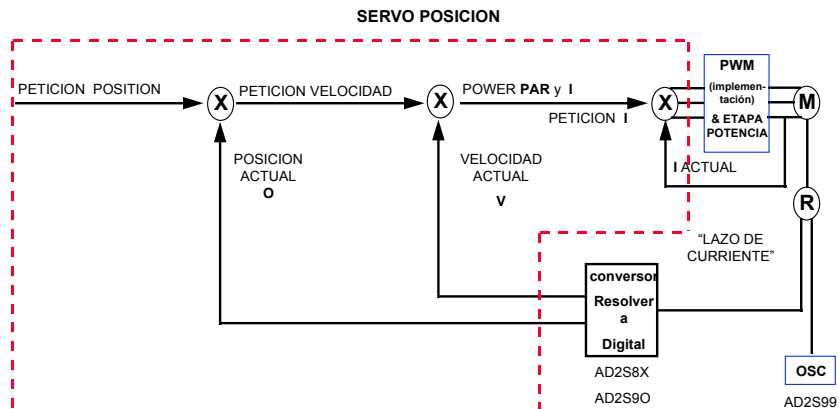 SERVO POSICION
PETICION POSITION
X
PETICION VELOCIDAD
X
POWER PAR y I
PETICION I
X
PWM
(implemen-
tación)
& ETAPA
POTENCIA
M
POSICION
ACTUAL
O
VELOCIDAD
ACTUAL
V
I ACTUAL
R
“LAZO DE
CURRIENTE”
conversor
Resolver
a
Digital
AD2S8X
AD2S9O
OSC
AD2S99